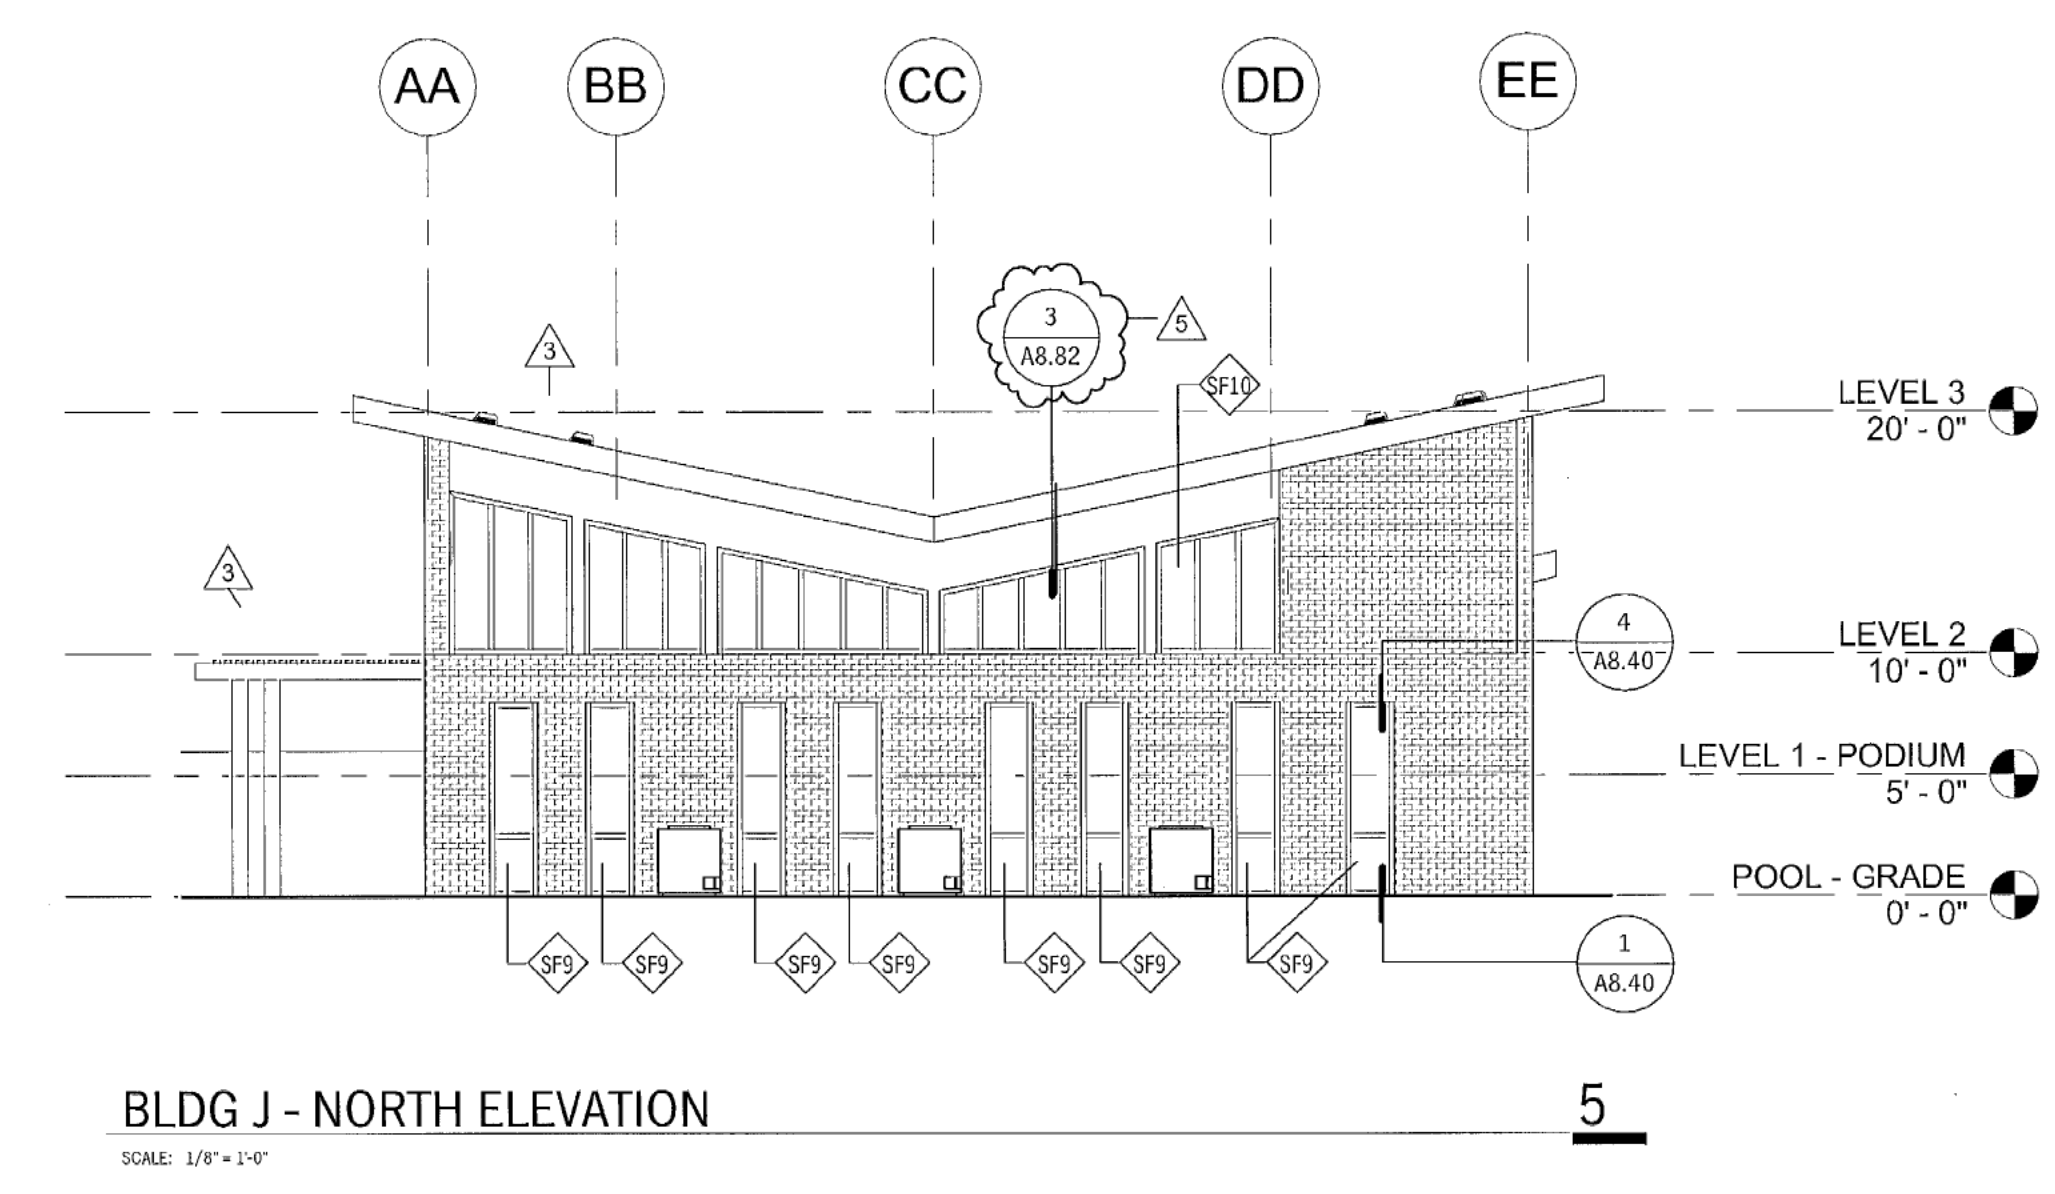 AA BB CC DD EE
3
A8.82
5
3
SF10
LEVEL 3
20' - 0"
3
4
A8.40
LEVEL 2
10' - 0"
LEVEL 1 - PODIUM
5' - 0"
POOL - GRADE
0' - 0"
SF9 SF9 SF9 SF9 SF9 SF9 SF9
1
A8.40
BLDG J - NORTH ELEVATION
5
SCALE: 1/8" = 1'-0"